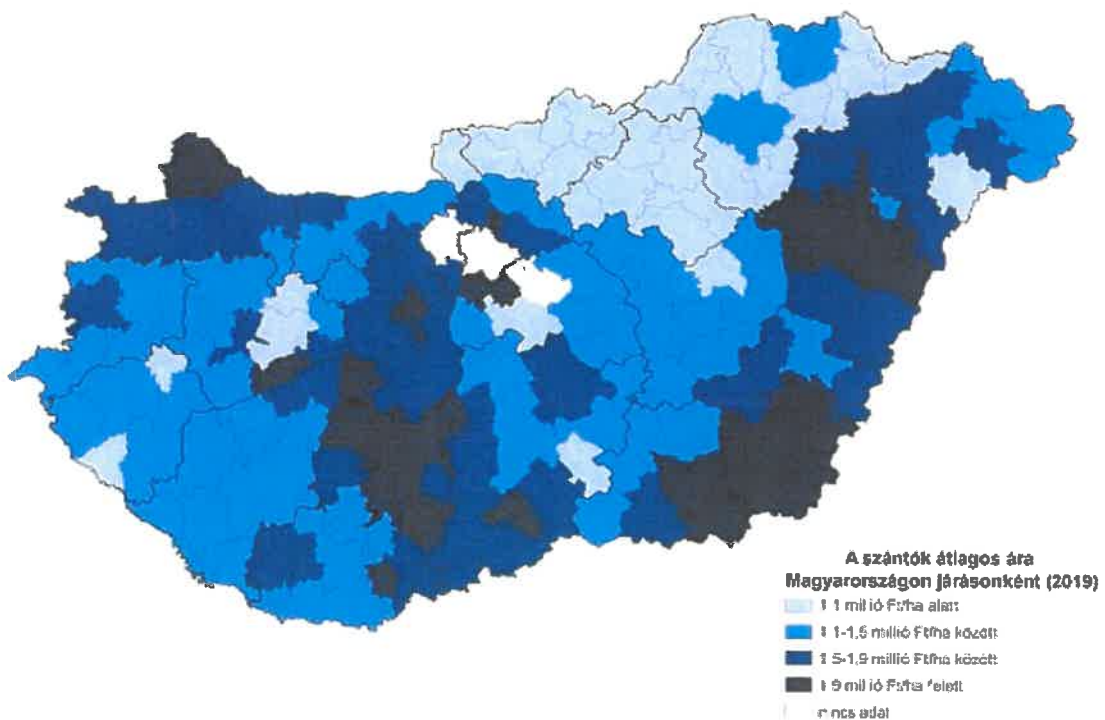 A szántók átlagos ára
Magyarországon járásonként (2019)
1,1 millió Ft/ha alatt
1,1-1,5 millió Ft/ha között
1,5-1,9 millió Ft/ha között
1,9 millió Ft/ha felett
nincs adat